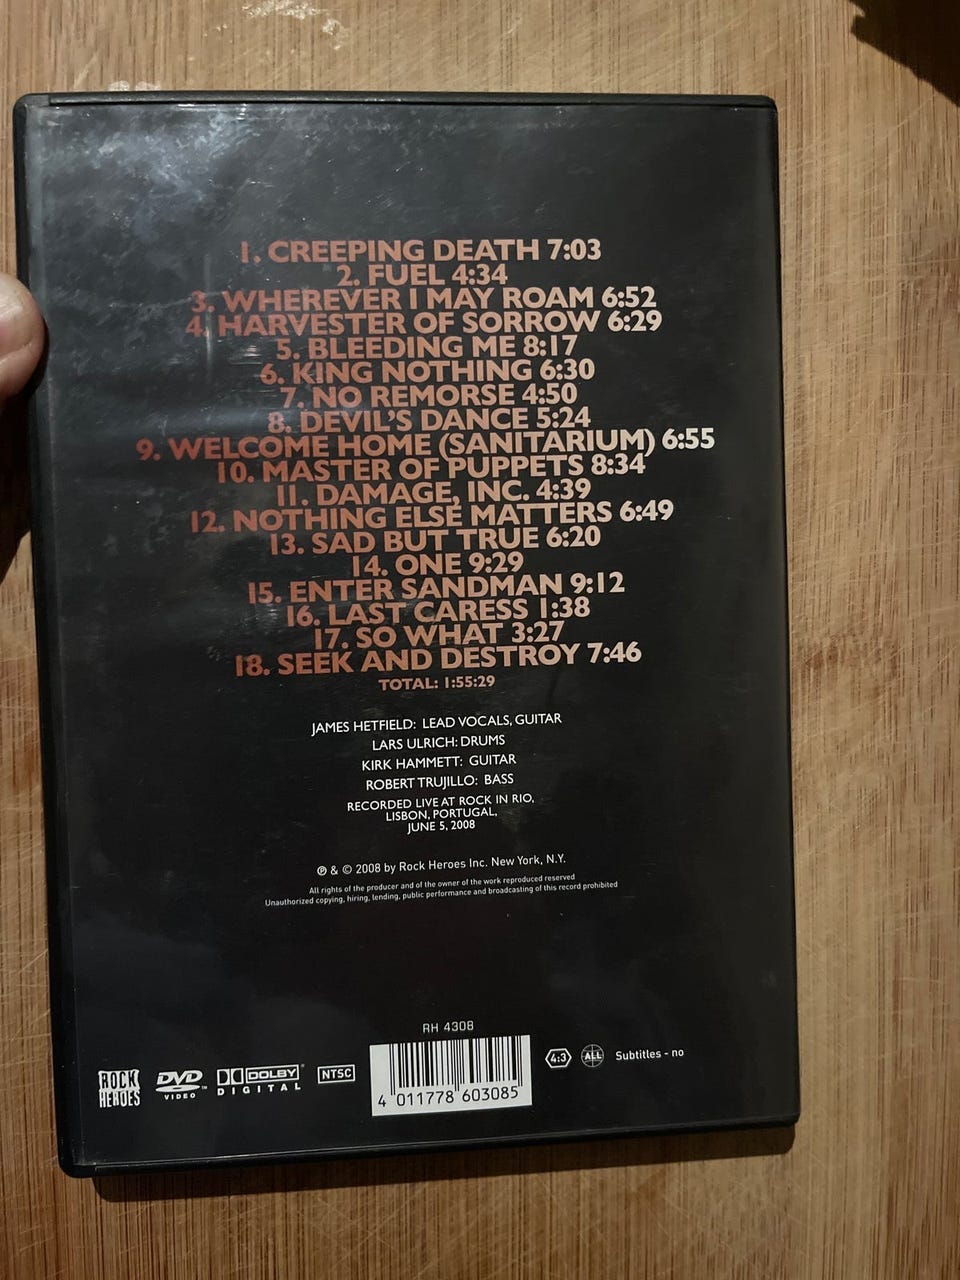 1. CREEPING DEATH 7:03
2. FUEL 4:34
3. WHEREVER I MAY ROAM 6:52
4. HARVESTER OF SORROW 6:29
5. BLEEDING ME 8:17
6. KING NOTHING 6:30
7. NO REMORSE 4:50
8. DEVIL'S DANCE 5:24
9. WELCOME HOME (SANITARIUM) 6:55
10. MASTER OF PUPPETS 8:34
11. DAMAGE, INC. 4:39
12. NOTHING ELSE MATTERS 6:49
13. SAD BUT TRUE 6:20
14. ONE 9:29
15. ENTER SANDMAN 9:12
16. LAST CARESS 1:38
17. SO WHAT 3:27
18. SEEK AND DESTROY 7:46
TOTAL: 1:55:29
JAMES HETFIELD: LEAD VOCALS, GUITAR
LARS ULRICH: DRUMS
KIRK HAMMETT: GUITAR
ROBERT TRUJILLO: BASS
RECORDED LIVE AT ROCK IN RIO,
LISBON, PORTUGAL,
JUNE 5, 2008
℗ & © 2008 by Rock Heroes Inc. New York, N.Y.
All rights of the producer and of the owner of the work reproduced reserved
Unauthorized copying, hiring, lending, public performance and broadcasting of this record prohibited
RH 4308
ROCK HEROES
DVD VIDEO
DOLBY DIGITAL
NTSC
4 011778 603085
4:3
ALL
Subtitles - no